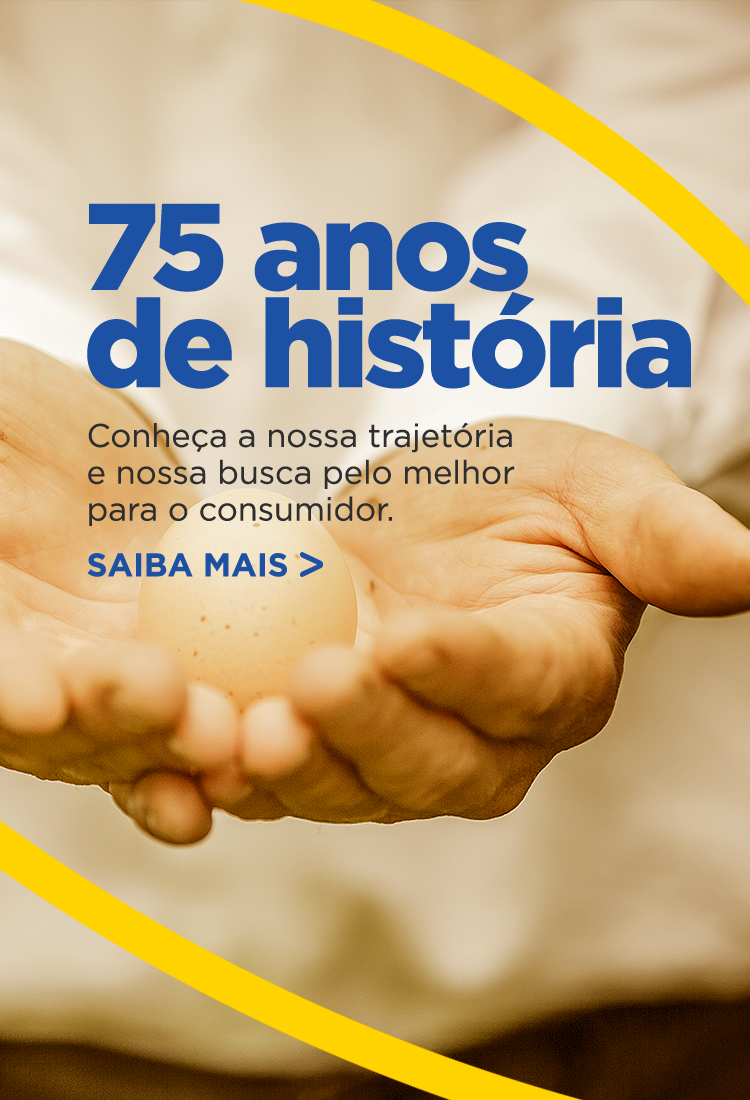 75 anos
de história
Conheça a nossa trajetória
e nossa busca pelo melhor
para o consumidor.
SAIBA MAIS >